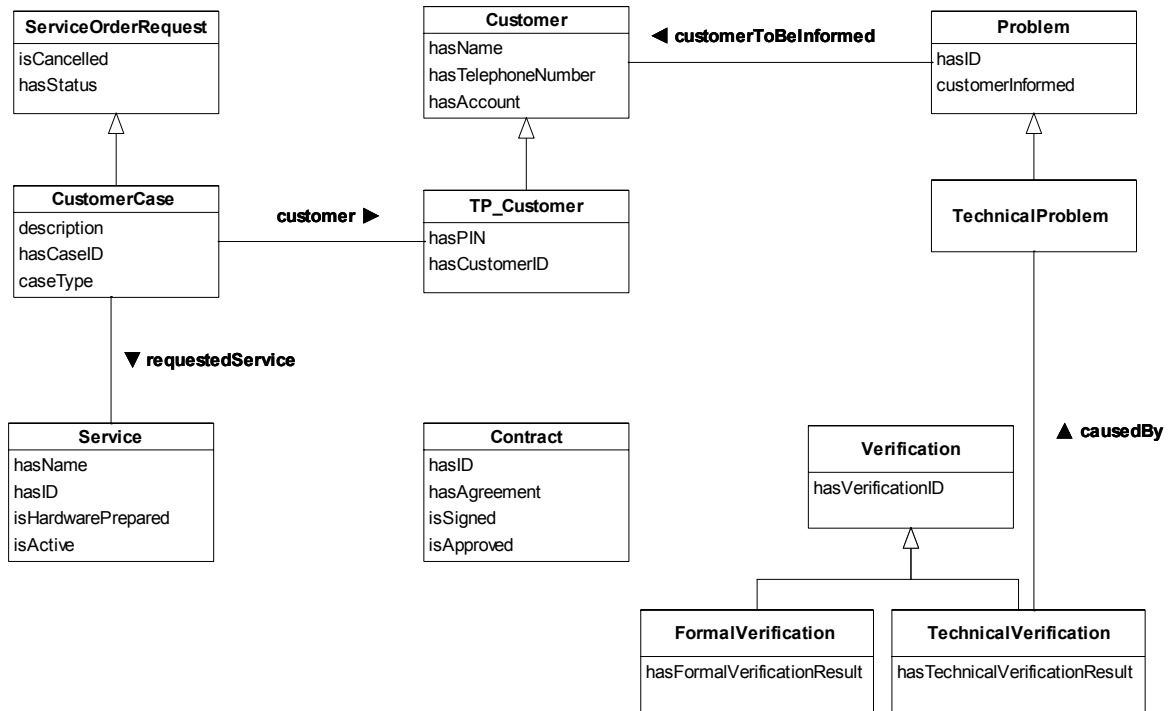 ServiceOrderRequest
isCancelled
hasStatus
Customer
hasName
hasTelephoneNumber
hasAccount
◄ customerToBeInformed
Problem
hasID
customerInformed
CustomerCase
description
hasCaseID
caseType
customer ►
TP_Customer
hasPIN
hasCustomerID
TechnicalProblem
▼ requestedService
Service
hasName
hasID
isHardwarePrepared
isActive
Contract
hasID
hasAgreement
isSigned
isApproved
Verification
hasVerificationID
▲ causedBy
FormalVerification
hasFormalVerificationResult
TechnicalVerification
hasTechnicalVerificationResult